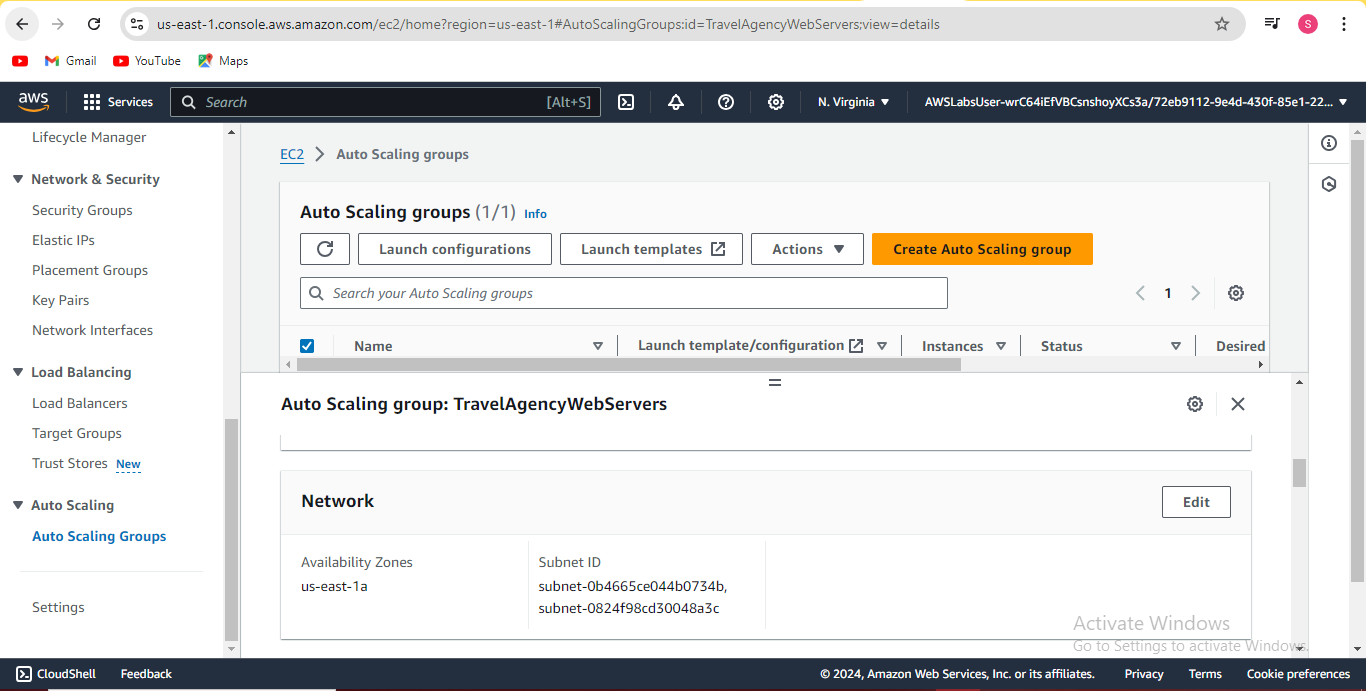 us-east-1.console.aws.amazon.com/ec2/home?region=us-east-1#AutoScalingGroups:id=TravelAgencyWebServers;view=details
S
Gmail YouTube Maps
aws Services Search [Alt+S] N. Virginia AWSLabsUser-wrC64iEfVBCsnshoyXCs3a/72eb9112-9e4d-430f-85e1-22...
Lifecycle Manager
Network & Security
Security Groups
Elastic IPs
Placement Groups
Key Pairs
Network Interfaces
Load Balancing
Load Balancers
Target Groups
Trust Stores New
Auto Scaling
Auto Scaling Groups
Settings
EC2 Auto Scaling groups
Auto Scaling groups (1/1) Info
Launch configurations Launch templates Actions Create Auto Scaling group
Search your Auto Scaling groups 1
Name Launch template/configuration Instances Status Desired
Auto Scaling group: TravelAgencyWebServers
Network Edit
Availability Zones
us-east-1a
Subnet ID
subnet-0b4665ce044b0734b,
subnet-0824f98cd30048a3c
Activate Windows
Go to Settings to activate Windows.
CloudShell Feedback © 2024, Amazon Web Services, Inc. or its affiliates. Privacy Terms Cookie preferences